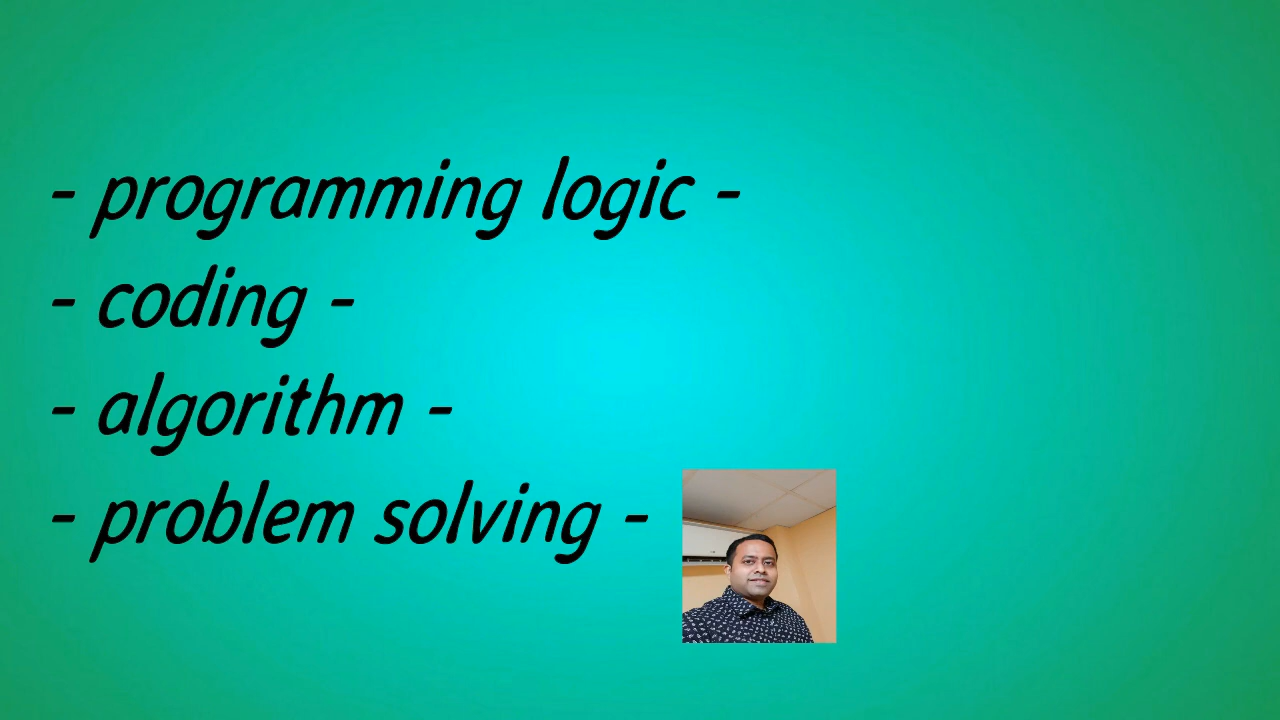 - programming logic -
- coding -
- algorithm -
- problem solving -